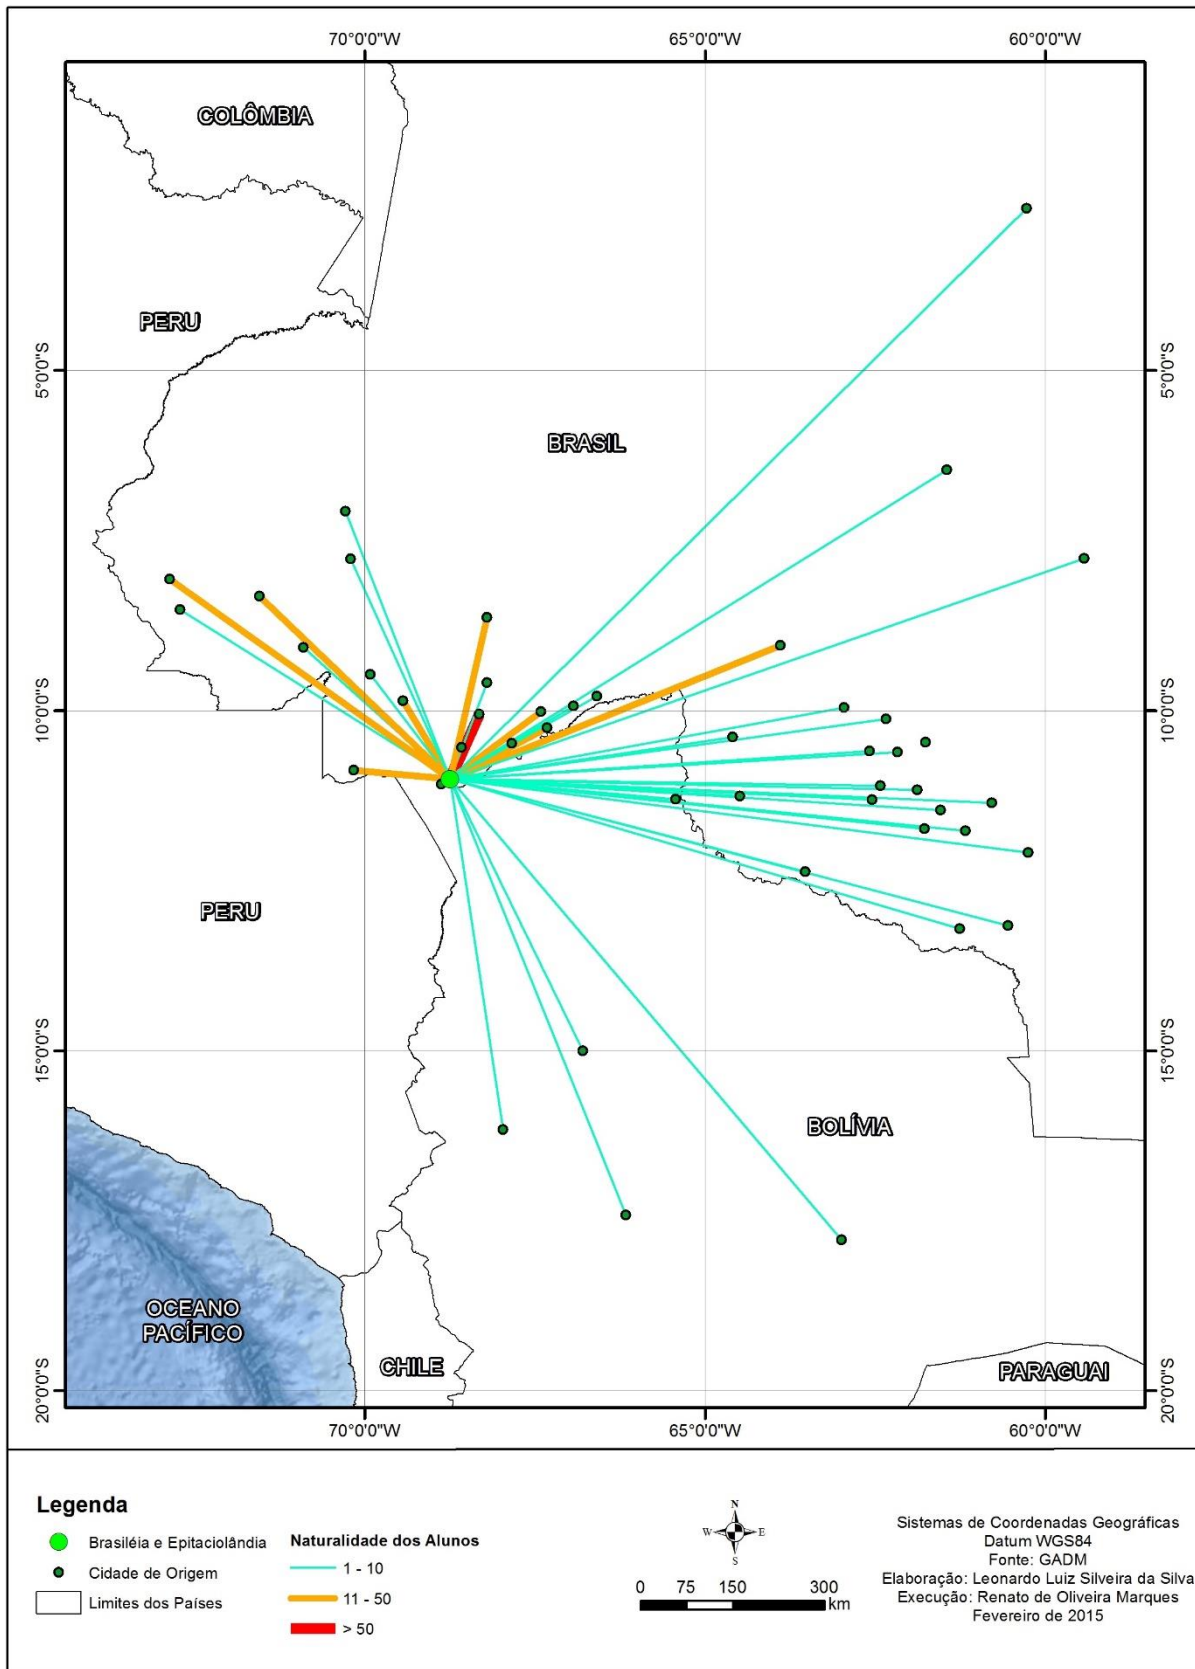 70°0'0"W
65°0'0"W
60°0'0"W
COLÔMBIA
PERU
5°0'0"S
5°0'0"S
BRASIL
10°0'0"S
10°0'0"S
PERU
15°0'0"S
15°0'0"S
BOLÍVIA
OCEANO
PACÍFICO
CHILE
PARAGUAI
20°0'0"S
20°0'0"S
70°0'0"W
65°0'0"W
60°0'0"W
Legenda
Brasiléia e Epitaciolândia
Cidade de Origem
Limites dos Países
Naturalidade dos Alunos
1 - 10
11 - 50
> 50
N
W
E
S
0 75 150 300
km
Sistemas de Coordenadas Geográficas
Datum WGS84
Fonte: GADM
Elaboração: Leonardo Luiz Silveira da Silva
Execução: Renato de Oliveira Marques
Fevereiro de 2015